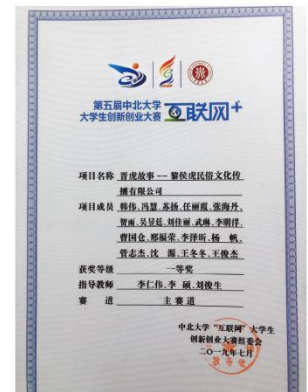 第五届中北大学
大学生创新创业大赛 互联网+
项目名称 晋虎故事--黎侯虎民俗文化传
播有限公司
项目成员 韩伟、冯慧、苏扬、任丽霞、张海丹、
贺雨、吴昱廷、刘佳丽、武琳、李明洋、
曹国仓、邢福荣、李泽昕、杨 帆、
管志杰、沈 源、王冬冬、王俊杰
获奖等级 一等奖
指导教师 李仁伟、李 硕、刘俊生
赛 道 主赛道
中北大学“互联网”大学生
创新创业大赛组委会
二〇一九年七月